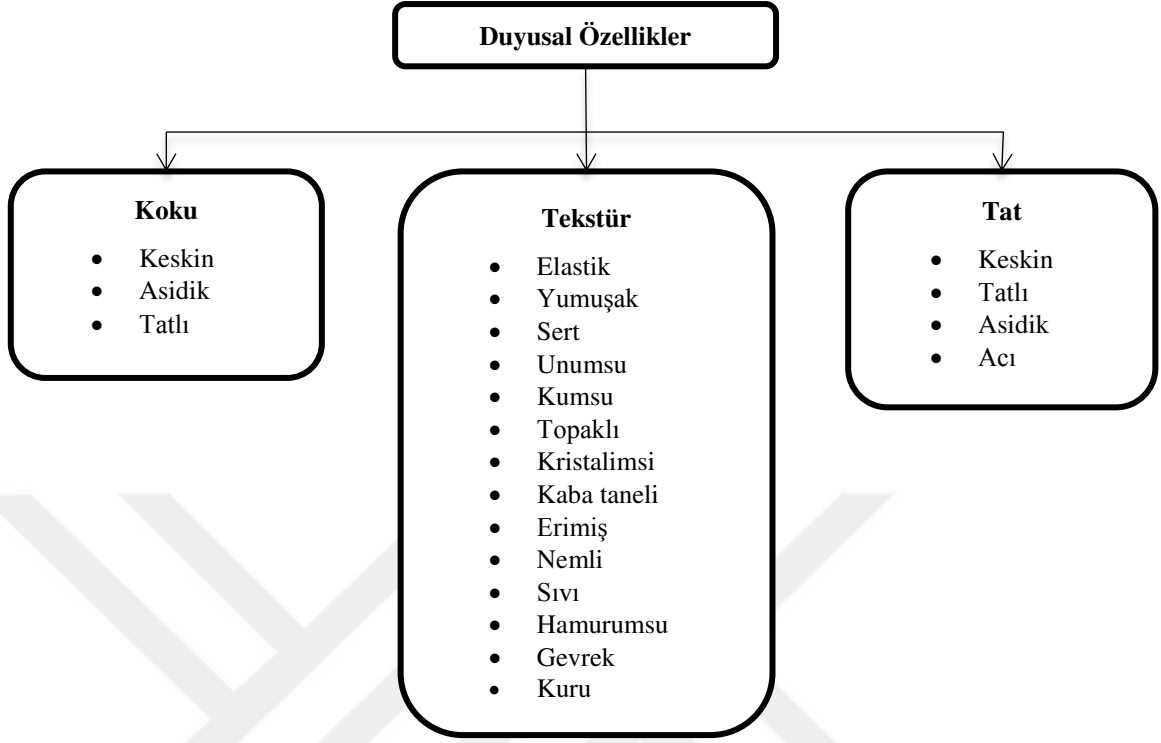 Duyusal Özellikler
Koku
• Keskin
• Asidik
• Tatlı
Tekstür
• Elastik
• Yumuşak
• Sert
• Unumsu
• Kumsu
• Topaklı
• Kristalimsi
• Kaba taneli
• Erimiş
• Nemli
• Sıvı
• Hamurumsu
• Gevrek
• Kuru
Tat
• Keskin
• Tatlı
• Asidik
• Acı